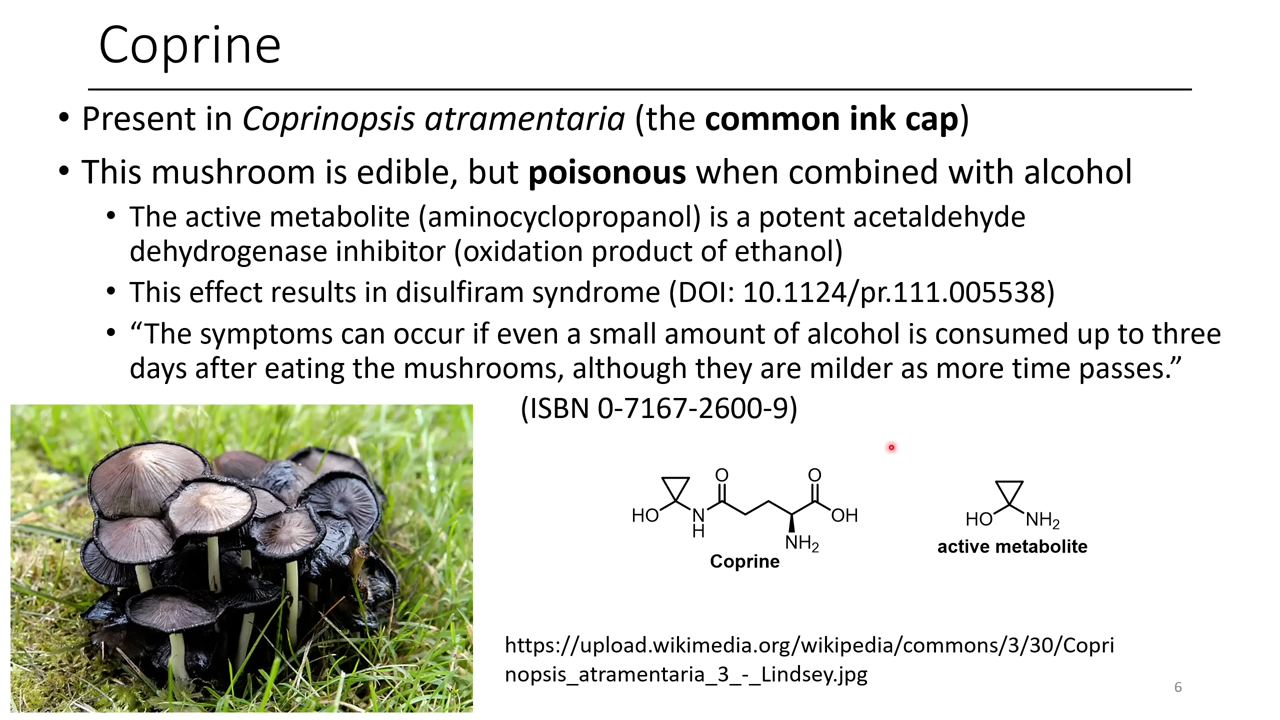 Coprine
• Present in Coprinopsis atramentaria (the common ink cap)
• This mushroom is edible, but poisonous when combined with alcohol
• The active metabolite (aminocyclopropanol) is a potent acetaldehyde
dehydrogenase inhibitor (oxidation product of ethanol)
• This effect results in disulfiram syndrome (DOI: 10.1124/pr.111.005538)
• “The symptoms can occur if even a small amount of alcohol is consumed up to three
days after eating the mushrooms, although they are milder as more time passes.”
(ISBN 0-7167-2600-9)
O O
HO N H OH
NH₂
Coprine
HO NH₂
active metabolite
https://upload.wikimedia.org/wikipedia/commons/3/30/Copri
nopsis_atramentaria_3_-_Lindsey.jpg
6